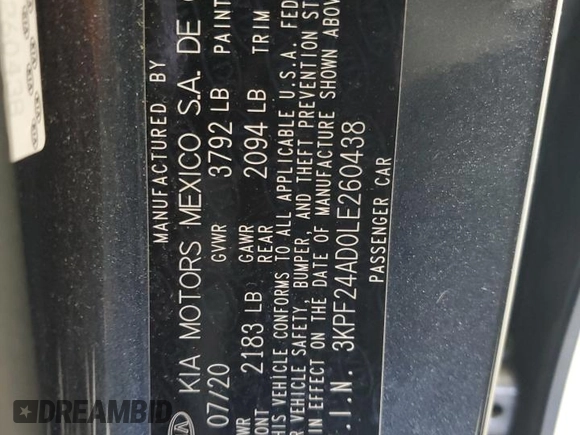 MANUFACTURED BY
KIA MOTORS MEXICO S.A. DE
07/20 GVWR 3792 LB PAINT
GAWR
2183 LB REAR 2094 LB TRIM
VEHICLE CONFORMS TO ALL APPLICABLE U.S.A. FED
VEHICLE SAFETY, BUMPER, AND THEFT PREVENTION ST
IN EFFECT ON THE DATE OF MANUFACTURE SHOWN ABOV
.I.N. 3KPF24AD0LE260438
PASSENGER CAR
DREAMBID